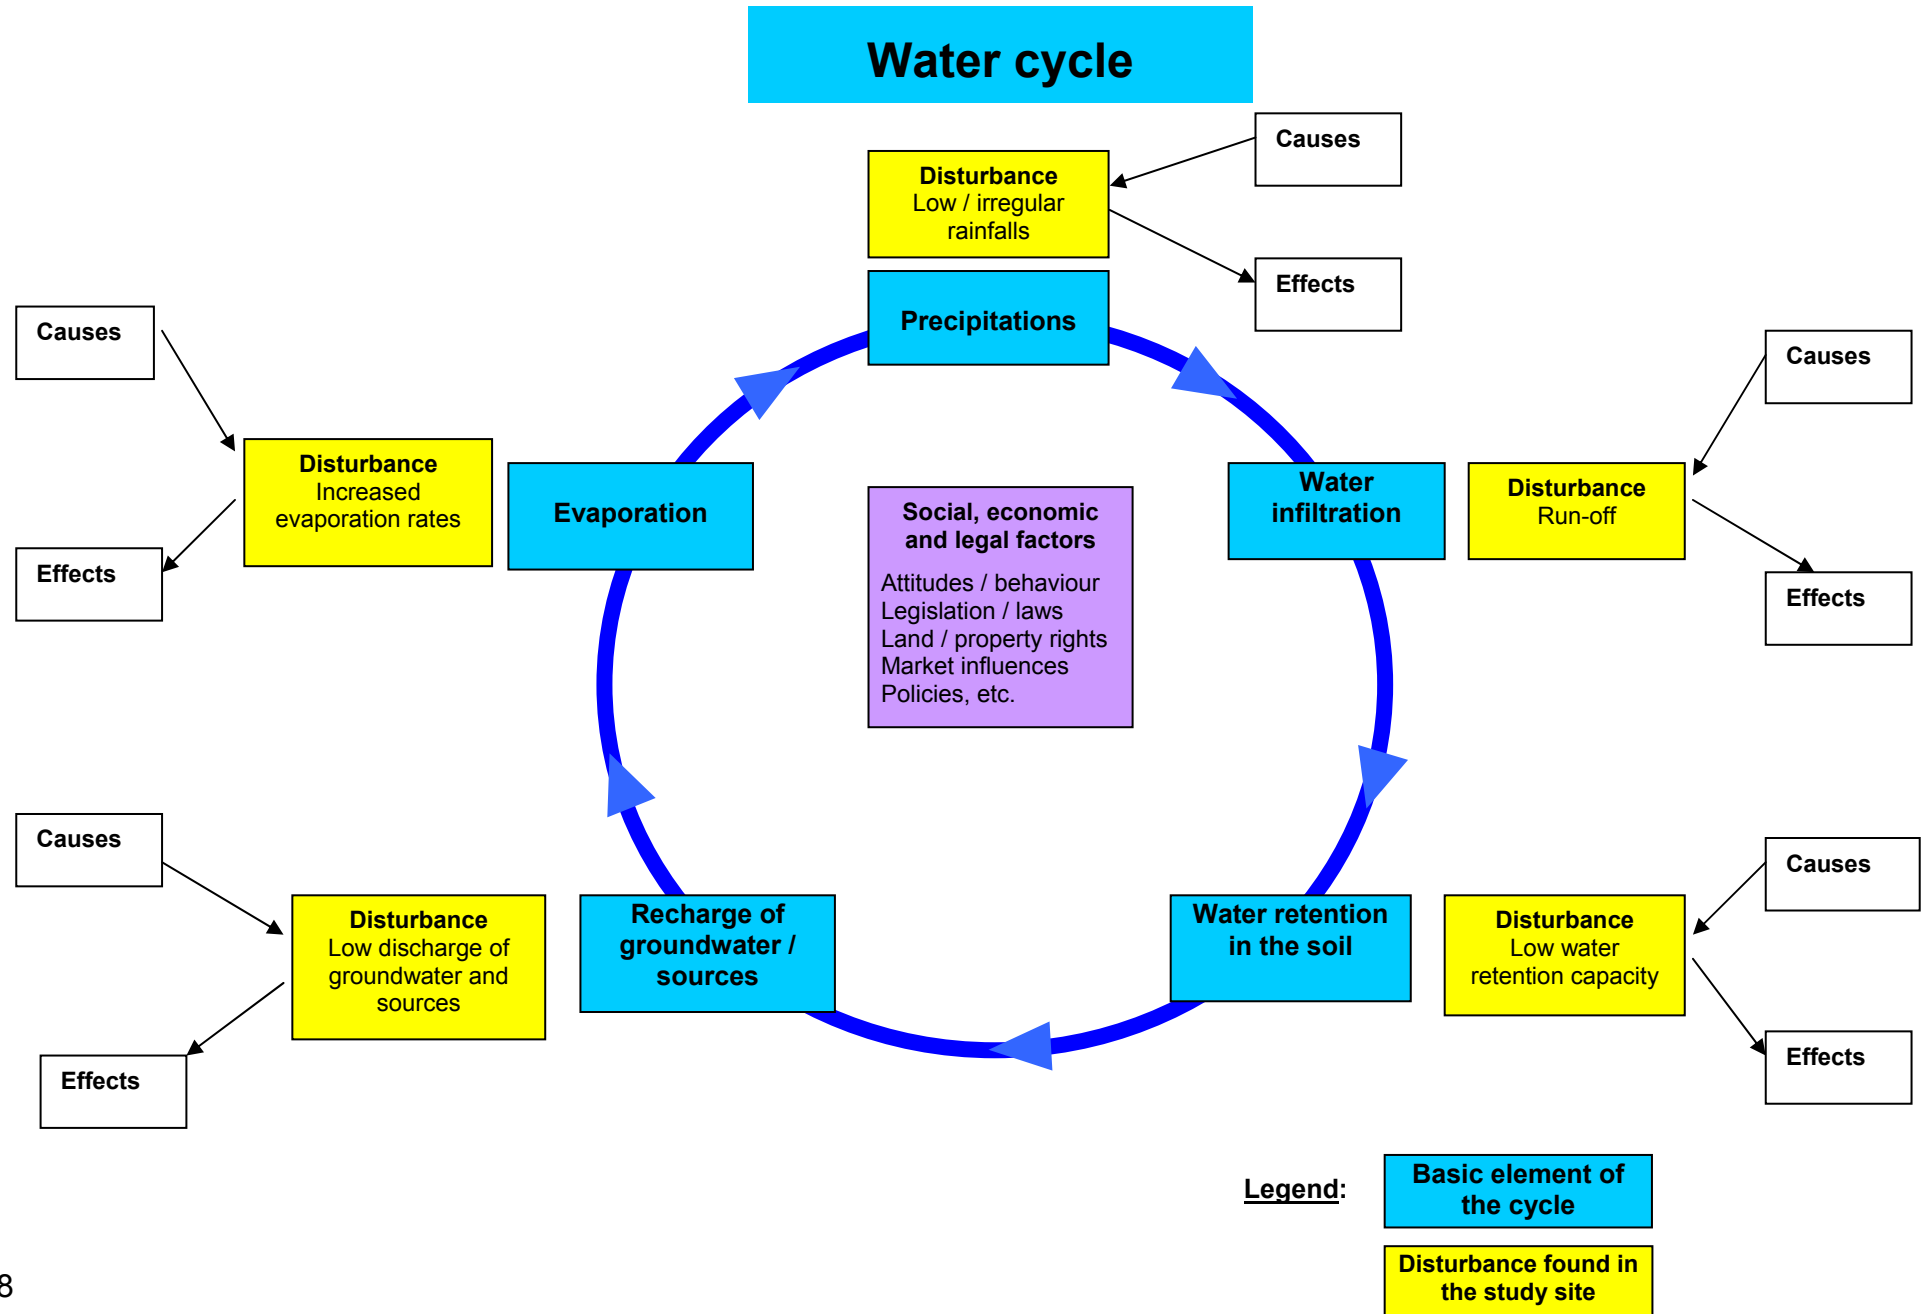 Water cycle
Causes
Disturbance
Low / irregular
rainfalls
Effects
Precipitations
Causes
Causes
Disturbance
Increased
evaporation rates
Evaporation
Social, economic
and legal factors
Attitudes / behaviour
Legislation / laws
Land / property rights
Market influences
Policies, etc.
Water
infiltration
Disturbance
Run-off
Effects
Effects
Causes
Causes
Disturbance
Low discharge of
groundwater and
sources
Recharge of
groundwater /
sources
Water retention
in the soil
Disturbance
Low water
retention capacity
Effects
Effects
Legend:
Basic element of
the cycle
Disturbance found in
the study site
8